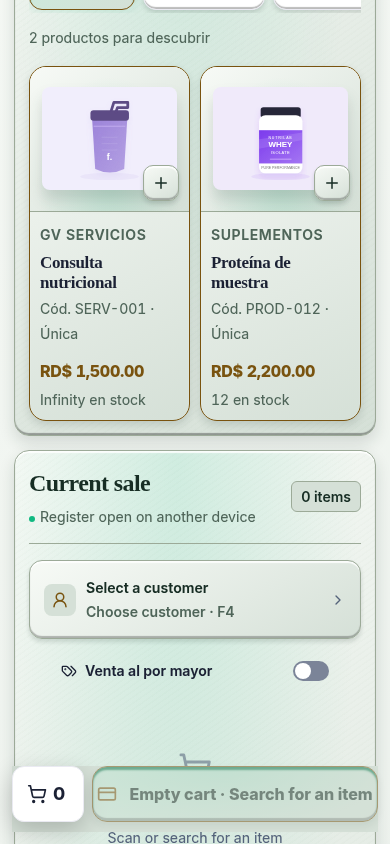 2 productos para descubrir
f.
NUTRILAB
WHEY
ISOLATE
PURE PERFORMANCE
GV SERVICIOS
Consulta
nutricional
Cód. SERV-001 ·
Única
RD$ 1,500.00
Infinity en stock
SUPLEMENTOS
Proteína de
muestra
Cód. PROD-012 ·
Única
RD$ 2,200.00
12 en stock
Current sale
0 items
Register open on another device
Select a customer
Choose customer · F4
Venta al por mayor
0
Empty cart · Search for an item
Scan or search for an item